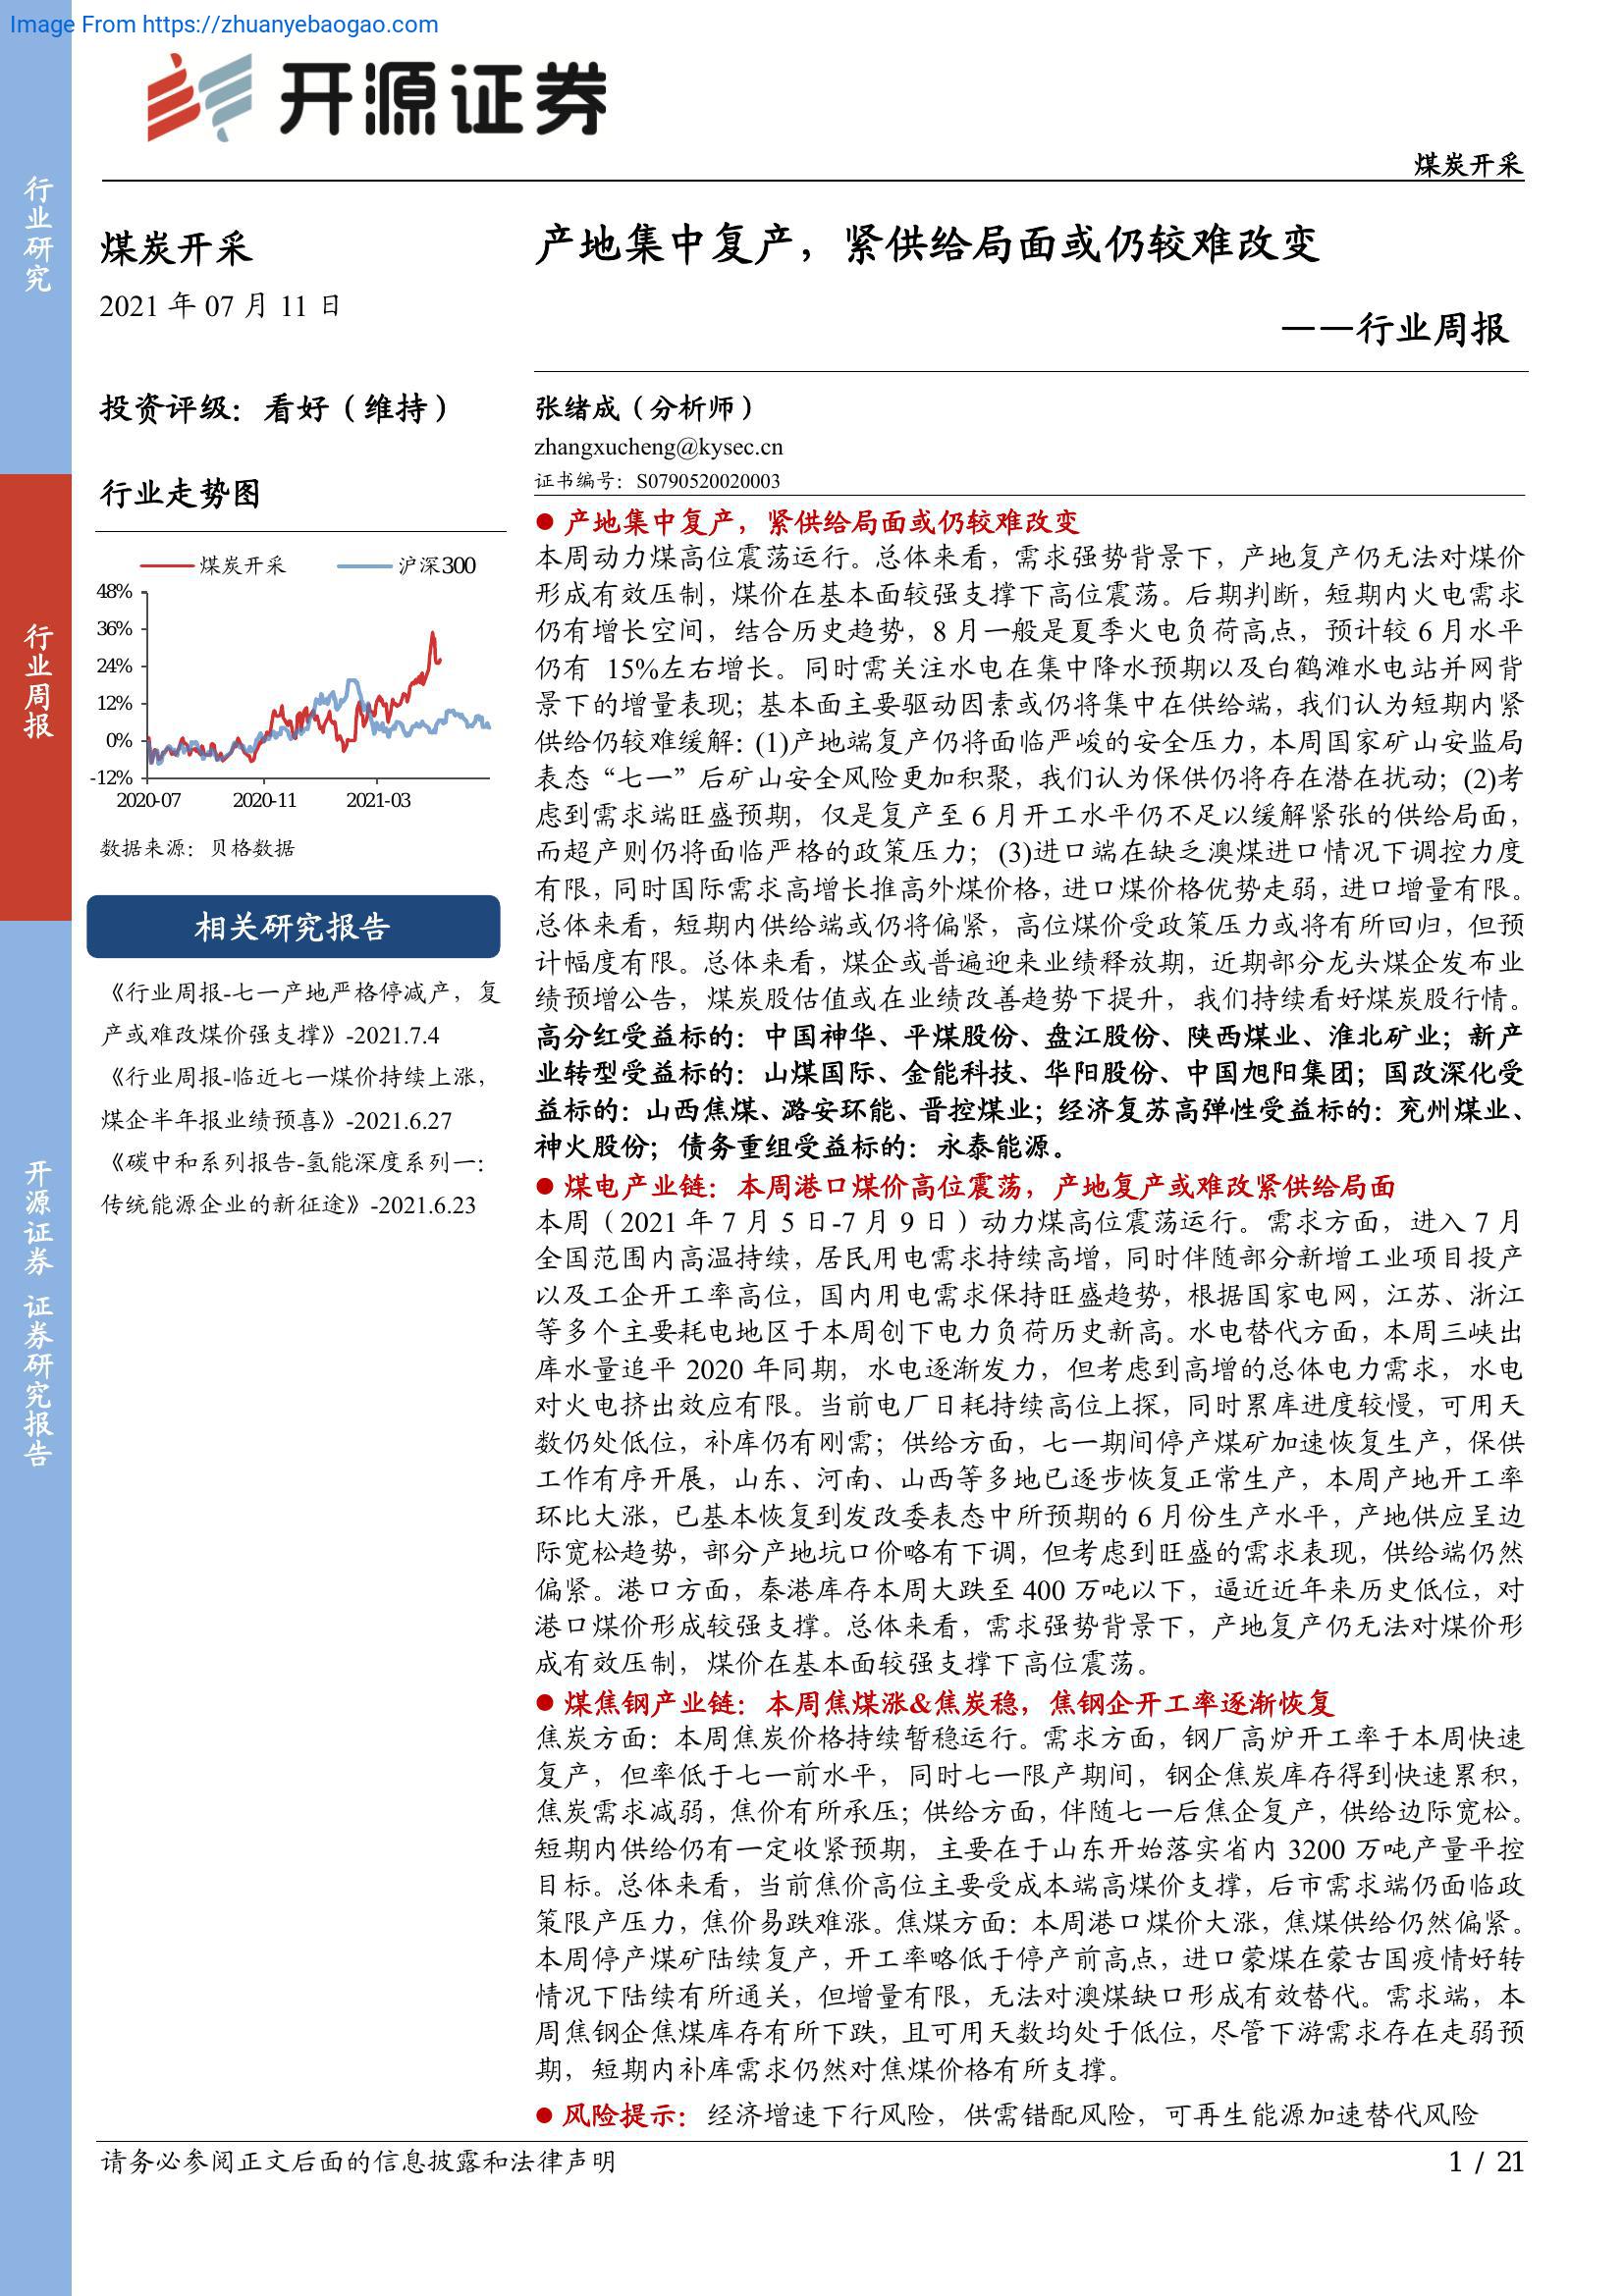 Image From https://zhuanyebaogao.com
开源证券
煤炭开采
行业研究
行业周报
开源证券 证券研究报告
煤炭开采
2021 年 07 月 11 日
投资评级：看好（维持）
行业走势图
煤炭开采 沪深300
48%
36%
24%
12%
0%
-12%
2020-07 2020-11 2021-03
数据来源：贝格数据
相关研究报告
《行业周报-七一产地严格停减产，复
产或难改煤价强支撑》-2021.7.4
《行业周报-临近七一煤价持续上涨，
煤企半年报业绩预喜》-2021.6.27
《碳中和系列报告-氢能深度系列一：
传统能源企业的新征途》-2021.6.23
产地集中复产，紧供给局面或仍较难改变
——行业周报
张绪成（分析师）
zhangxucheng@kysec.cn
证书编号：S0790520020003
● 产地集中复产，紧供给局面或仍较难改变
本周动力煤高位震荡运行。总体来看，需求强势背景下，产地复产仍无法对煤价
形成有效压制，煤价在基本面较强支撑下高位震荡。后期判断，短期内火电需求
仍有增长空间，结合历史趋势，8 月一般是夏季火电负荷高点，预计较 6 月水平
仍有 15%左右增长。同时需关注水电在集中降水预期以及白鹤滩水电站并网背
景下的增量表现；基本面主要驱动因素或仍将集中在供给端，我们认为短期内紧
供给仍较难缓解：(1)产地端复产仍将面临严峻的安全压力，本周国家矿山安监局
表态“七一”后矿山安全风险更加积聚，我们认为保供仍将存在潜在扰动；(2)考
虑到需求端旺盛预期，仅是复产至 6 月开工水平仍不足以缓解紧张的供给局面，
而超产则仍将面临严格的政策压力；(3)进口端在缺乏澳煤进口情况下调控力度
有限，同时国际需求高增长推高外煤价格，进口煤价格优势走弱，进口增量有限。
总体来看，短期内供给端或仍将偏紧，高位煤价受政策压力或将有所回归，但预
计幅度有限。总体来看，煤企或普遍迎来业绩释放期，近期部分龙头煤企发布业
绩预增公告，煤炭股估值或在业绩改善趋势下提升，我们持续看好煤炭股行情。
高分红受益标的：中国神华、平煤股份、盘江股份、陕西煤业、淮北矿业；新产
业转型受益标的：山煤国际、金能科技、华阳股份、中国旭阳集团；国改深化受
益标的：山西焦煤、潞安环能、晋控煤业；经济复苏高弹性受益标的：兖州煤业、
神火股份；债务重组受益标的：永泰能源。
● 煤电产业链：本周港口煤价高位震荡，产地复产或难改紧供给局面
本周（2021 年 7 月 5 日-7 月 9 日）动力煤高位震荡运行。需求方面，进入 7 月
全国范围内高温持续，居民用电需求持续高增，同时伴随部分新增工业项目投产
以及工企开工率高位，国内用电需求保持旺盛趋势，根据国家电网，江苏、浙江
等多个主要耗电地区于本周创下电力负荷历史新高。水电替代方面，本周三峡出
库水量追平 2020 年同期，水电逐渐发力，但考虑到高增的总体电力需求，水电
对火电挤出效应有限。当前电厂日耗持续高位上探，同时累库进度较慢，可用天
数仍处低位，补库仍有刚需；供给方面，七一期间停产煤矿加速恢复生产，保供
工作有序开展，山东、河南、山西等多地已逐步恢复正常生产，本周产地开工率
环比大涨，已基本恢复到发改委表态中所预期的 6 月份生产水平，产地供应呈边
际宽松趋势，部分产地坑口价略有下调，但考虑到旺盛的需求表现，供给端仍然
偏紧。港口方面，秦港库存本周大跌至 400 万吨以下，逼近近年来历史低位，对
港口煤价形成较强支撑。总体来看，需求强势背景下，产地复产仍无法对煤价形
成有效压制，煤价在基本面较强支撑下高位震荡。
● 煤焦钢产业链：本周焦煤涨&焦炭稳，焦钢企开工率逐渐恢复
焦炭方面：本周焦炭价格持续暂稳运行。需求方面，钢厂高炉开工率于本周快速
复产，但率低于七一前水平，同时七一限产期间，钢企焦炭库存得到快速累积，
焦炭需求减弱，焦价有所承压；供给方面，伴随七一后焦企复产，供给边际宽松。
短期内供给仍有一定收紧预期，主要在于山东开始落实省内 3200 万吨产量平控
目标。总体来看，当前焦价高位主要受成本端高煤价支撑，后市需求端仍面临政
策限产压力，焦价易跌难涨。焦煤方面：本周港口煤价大涨，焦煤供给仍然偏紧。
本周停产煤矿陆续复产，开工率略低于停产前高点，进口蒙煤在蒙古国疫情好转
情况下陆续有所通关，但增量有限，无法对澳煤缺口形成有效替代。需求端，本
周焦钢企焦煤库存有所下跌，且可用天数均处于低位，尽管下游需求存在走弱预
期，短期内补库需求仍然对焦煤价格有所支撑。
● 风险提示：经济增速下行风险，供需错配风险，可再生能源加速替代风险
请务必参阅正文后面的信息披露和法律声明
1 / 21